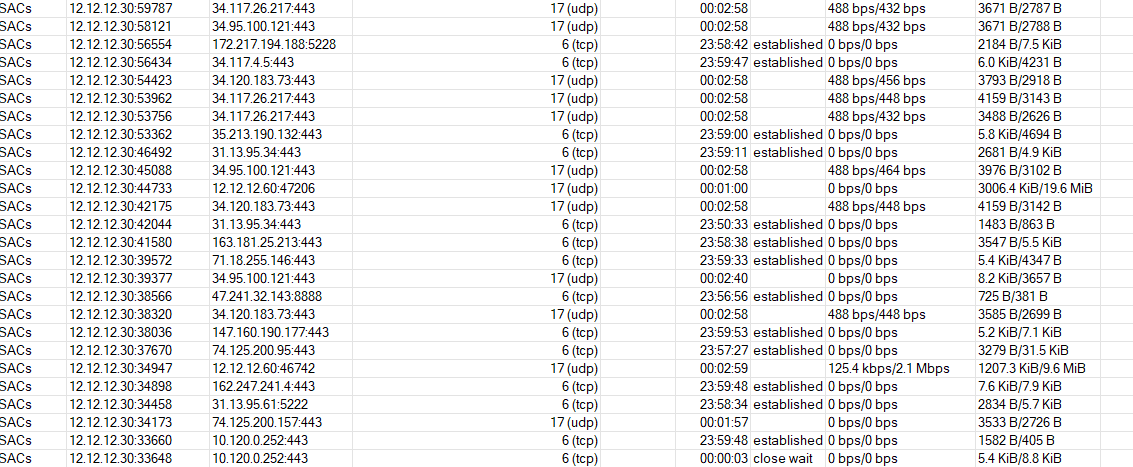 SACs 12.12.12.30:59787 34.117.26.217:443 17 (udp) 00:02:58 488 bps/432 bps 3671 B/2787 B
SACs 12.12.12.30:58121 34.95.100.121:443 17 (udp) 00:02:58 488 bps/432 bps 3671 B/2788 B
SACs 12.12.12.30:56554 172.217.194.188:5228 6 (tcp) 23:58:42 established 0 bps/0 bps 2184 B/7.5 KiB
SACs 12.12.12.30:56434 34.117.4.5:443 6 (tcp) 23:59:47 established 0 bps/0 bps 6.0 KiB/4231 B
SACs 12.12.12.30:54423 34.120.183.73:443 17 (udp) 00:02:58 488 bps/456 bps 3793 B/2918 B
SACs 12.12.12.30:53962 34.117.26.217:443 17 (udp) 00:02:58 488 bps/448 bps 4159 B/3143 B
SACs 12.12.12.30:53756 34.117.26.217:443 17 (udp) 00:02:58 488 bps/432 bps 3488 B/2626 B
SACs 12.12.12.30:53362 35.213.190.132:443 6 (tcp) 23:59:00 established 0 bps/0 bps 5.8 KiB/4694 B
SACs 12.12.12.30:46492 31.13.95.34:443 6 (tcp) 23:59:11 established 0 bps/0 bps 2681 B/4.9 KiB
SACs 12.12.12.30:45088 34.95.100.121:443 17 (udp) 00:02:58 488 bps/464 bps 3976 B/3102 B
SACs 12.12.12.30:44733 12.12.12.60:47206 17 (udp) 00:01:00 0 bps/0 bps 3006.4 KiB/19.6 MiB
SACs 12.12.12.30:42175 34.120.183.73:443 17 (udp) 00:02:58 488 bps/448 bps 4159 B/3142 B
SACs 12.12.12.30:42044 31.13.95.34:443 6 (tcp) 23:50:33 established 0 bps/0 bps 1483 B/863 B
SACs 12.12.12.30:41580 163.181.25.213:443 6 (tcp) 23:58:38 established 0 bps/0 bps 3547 B/5.5 KiB
SACs 12.12.12.30:39572 71.18.255.146:443 6 (tcp) 23:59:33 established 0 bps/0 bps 5.4 KiB/4347 B
SACs 12.12.12.30:39377 34.95.100.121:443 17 (udp) 00:02:40 0 bps/0 bps 8.2 KiB/3657 B
SACs 12.12.12.30:38566 47.241.32.143:8888 6 (tcp) 23:56:56 established 0 bps/0 bps 725 B/381 B
SACs 12.12.12.30:38320 34.120.183.73:443 17 (udp) 00:02:58 488 bps/448 bps 3585 B/2699 B
SACs 12.12.12.30:38036 147.160.190.177:443 6 (tcp) 23:59:53 established 0 bps/0 bps 5.2 KiB/7.1 KiB
SACs 12.12.12.30:37670 74.125.200.95:443 6 (tcp) 23:57:27 established 0 bps/0 bps 3279 B/31.5 KiB
SACs 12.12.12.30:34947 12.12.12.60:46742 17 (udp) 00:02:59 125.4 kbps/2.1 Mbps 1207.3 KiB/9.6 MiB
SACs 12.12.12.30:34898 162.247.241.4:443 6 (tcp) 23:59:48 established 0 bps/0 bps 7.6 KiB/7.9 KiB
SACs 12.12.12.30:34458 31.13.95.61:5222 6 (tcp) 23:58:34 established 0 bps/0 bps 2834 B/5.7 KiB
SACs 12.12.12.30:34173 74.125.200.157:443 17 (udp) 00:01:57 0 bps/0 bps 3533 B/2726 B
SACs 12.12.12.30:33660 10.120.0.252:443 6 (tcp) 23:59:48 established 0 bps/0 bps 1582 B/405 B
SACs 12.12.12.30:33648 10.120.0.252:443 6 (tcp) 00:00:03 close wait 0 bps/0 bps 5.4 KiB/8.8 KiB